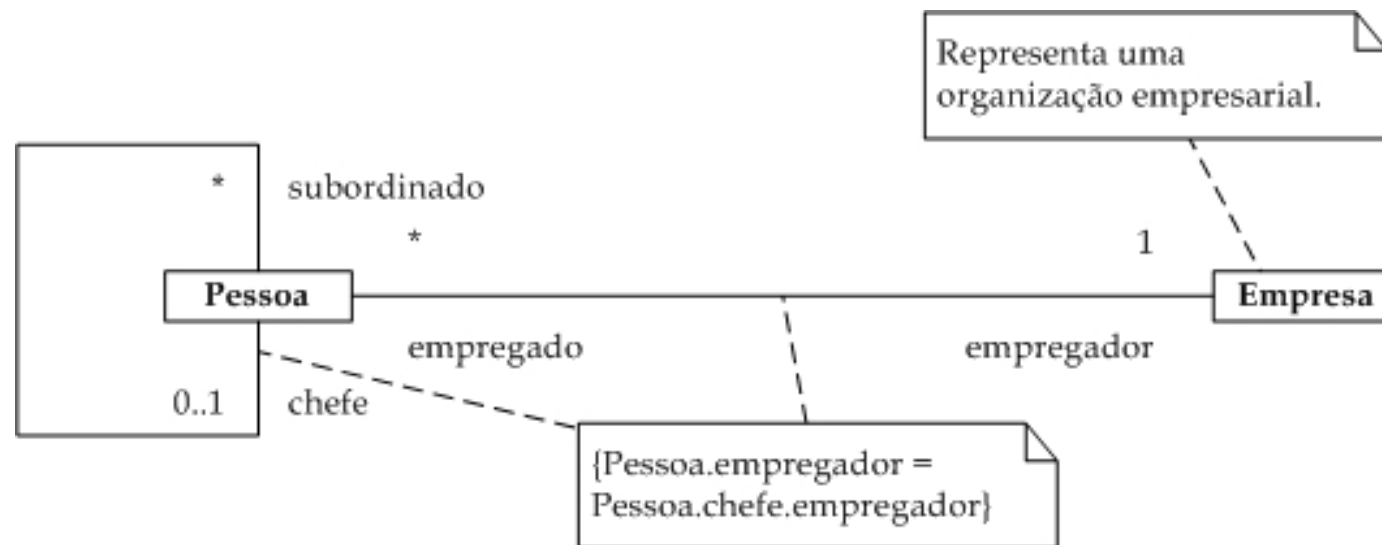 Representa uma
organização empresarial.
* subordinado
* 1
Pessoa Empresa
empregado empregador
0..1 chefe
{Pessoa.empregador =
Pessoa.chefe.empregador}